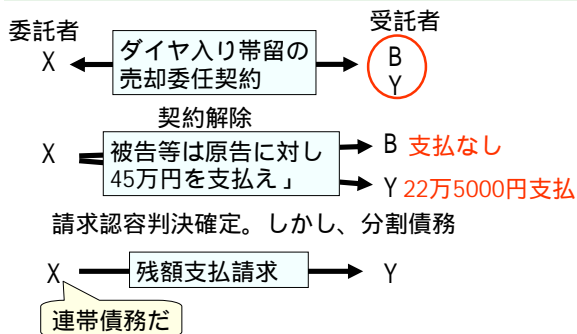 委託者
受託者
X
ダイヤ入り帯留の
売却委任契約
B
Y
契約解除
X
被告等は原告に対し
45万円を支払え」
B 支払なし
Y 22万5000円支払
請求認容判決確定。しかし、分割債務
X
残額支払請求
Y
連帯債務だ